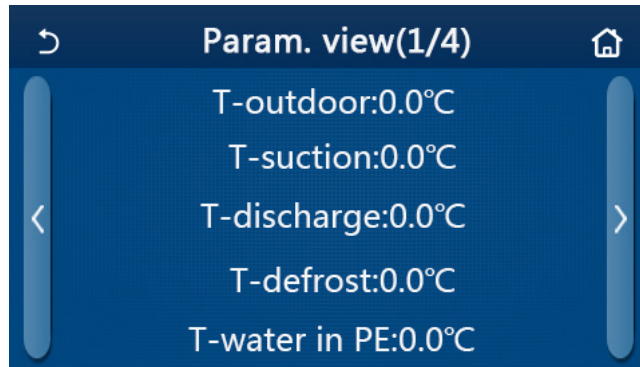 Param. view(1/4)
T-outdoor:0.0℃
T-suction:0.0℃
T-discharge:0.0℃
T-defrost:0.0℃
T-water in PE:0.0℃